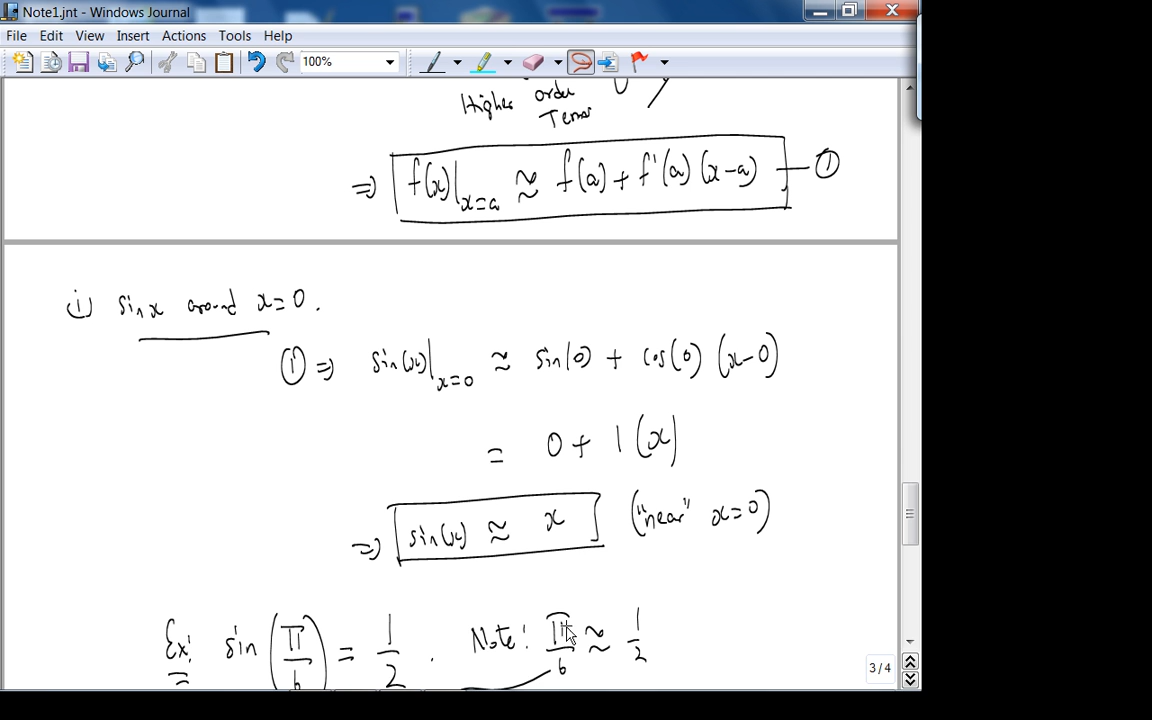 Note1.jnt - Windows Journal
File Edit View Insert Actions Tools Help
100%
Higher order
Terms
⇒ f(x)|x=a ≈ f(a) + f'(a) (x-a) — ①
i) sinx around x=0.
① ⇒ sin(x)|x=0 ≈ sin(0) + cos(0) (x-0)
= 0 + 1(x)
⇒ sin(x) ≈ x ("near" x=0)
Ex: sin(π/6) = 1/2 . Note: π/6 ≈ 1/2
3/4